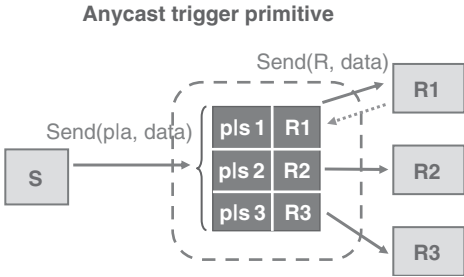 Anycast trigger primitive
Send(R, data)
R1
Send(pla, data)
pls 1 R1
S
pls 2 R2
R2
pls 3 R3
R3